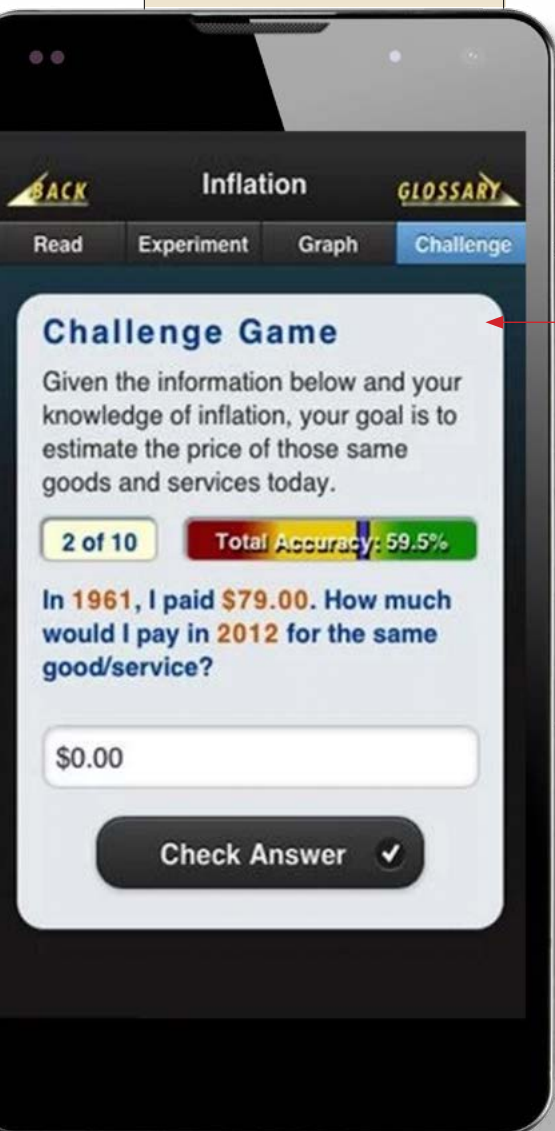 BACK
Inflation
GLOSSARY
Read
Experiment
Graph
Challenge
Challenge Game
Given the information below and your
knowledge of inflation, your goal is to
estimate the price of those same
goods and services today.
2 of 10
Total Accuracy: 59.5%
In 1961, I paid $79.00. How much
would I pay in 2012 for the same
good/service?
$0.00
Check Answer